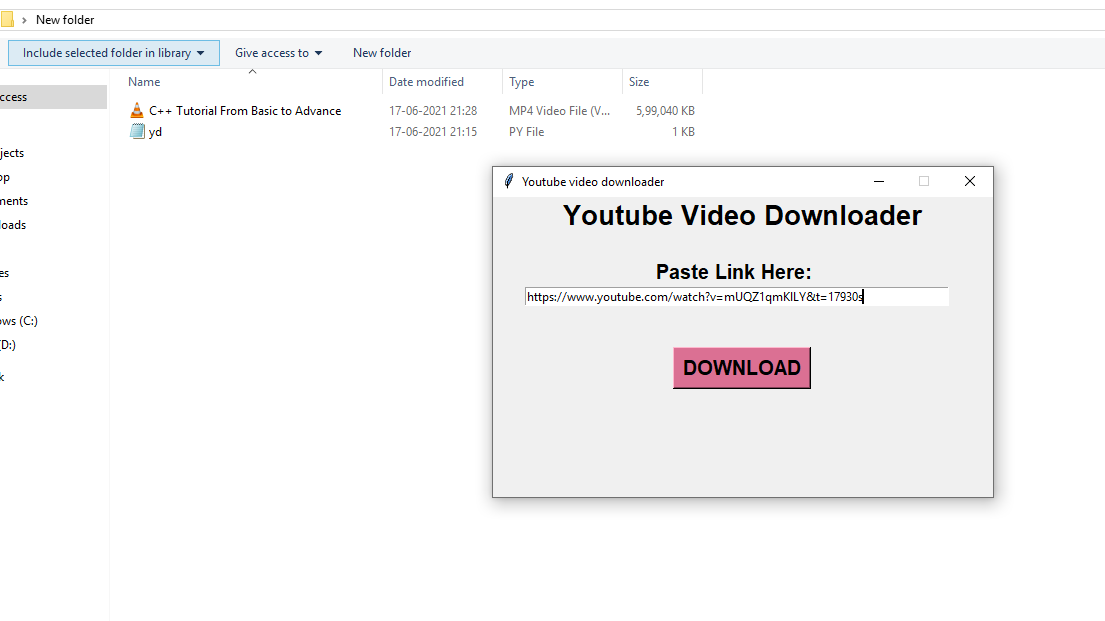 New folder
Include selected folder in library
Give access to
New folder
Name
Date modified
Type
Size
C++ Tutorial From Basic to Advance
17-06-2021 21:28
MP4 Video File (V...
5,99,040 KB
yd
17-06-2021 21:15
PY File
1 KB
ccess
jects
op
ments
loads
es
s
ows (C:)
(D:)
k
Youtube video downloader
Youtube Video Downloader
Paste Link Here:
https://www.youtube.com/watch?v=mUQZ1qmKlLY&t=17930s
DOWNLOAD